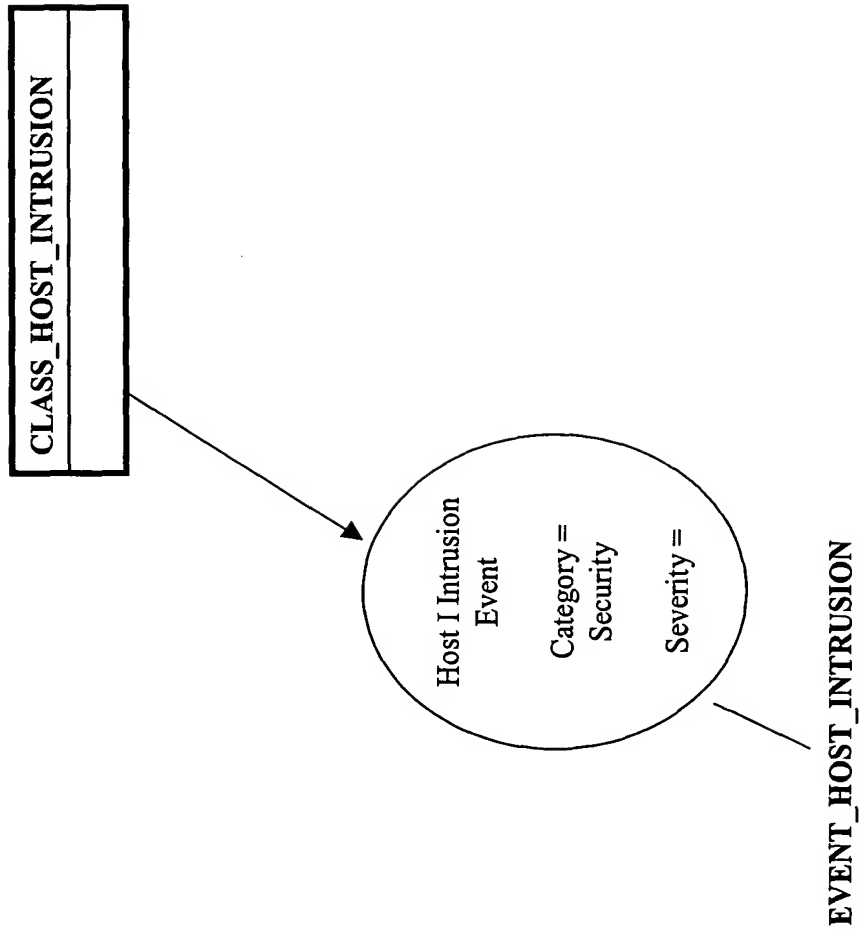 CLASS_HOST_INTRUSION
Host I Intrusion
Event
Category =
Security
Severity =
EVENT_HOST_INTRUSION